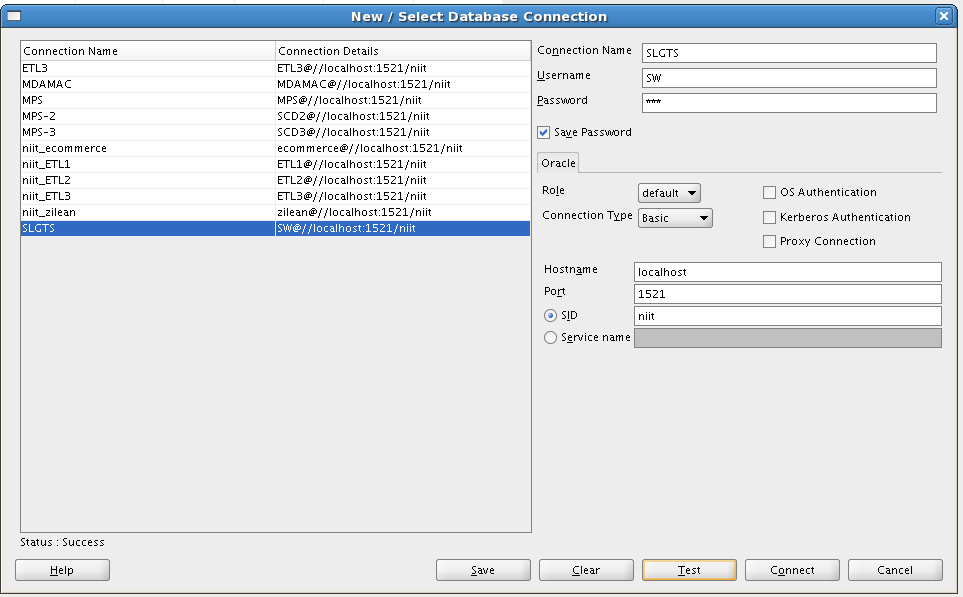 New / Select Database Connection
Connection Name Connection Details
ETL3 ETL3@//localhost:1521/niit
MDAMAC MDAMAC@//localhost:1521/niit
MPS MPS@//localhost:1521/niit
MPS-2 SCD2@//localhost:1521/niit
MPS-3 SCD3@//localhost:1521/niit
niit_ecommerce ecommerce@//localhost:1521/niit
niit_ETL1 ETL1@//localhost:1521/niit
niit_ETL2 ETL2@//localhost:1521/niit
niit_ETL3 ETL3@//localhost:1521/niit
niit_zilean zilean@//localhost:1521/niit
SLGTS SW@//localhost:1521/niit
Connection Name SLGTS
Username SW
Password ***
Save Password
Oracle
Role default OS Authentication
Connection Type Basic Kerberos Authentication
Proxy Connection
Hostname localhost
Port 1521
SID niit
Service name
Status : Success
Help Save Clear Test Connect Cancel